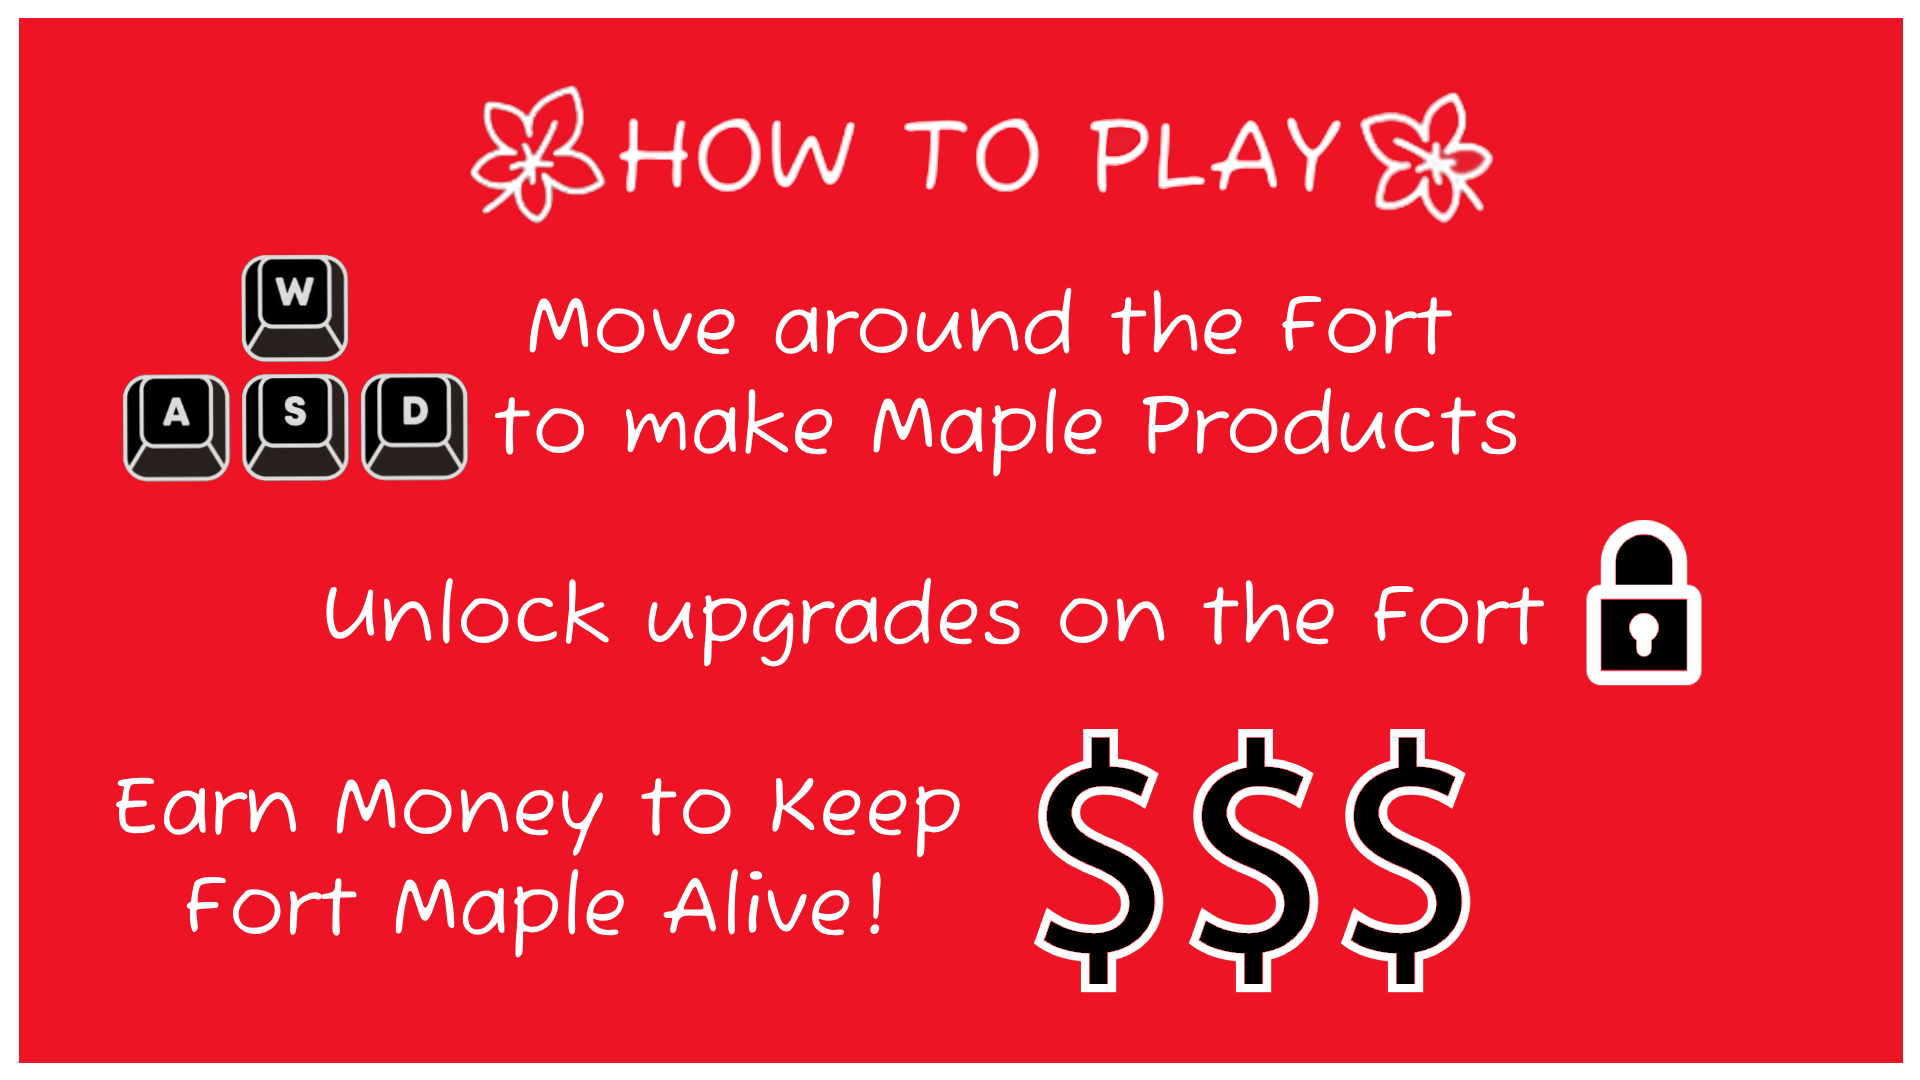 HOW TO PLAY
W
A S D
Move around the Fort
to make Maple Products
Unlock upgrades on the Fort
Earn Money to Keep
Fort Maple Alive!
$$$